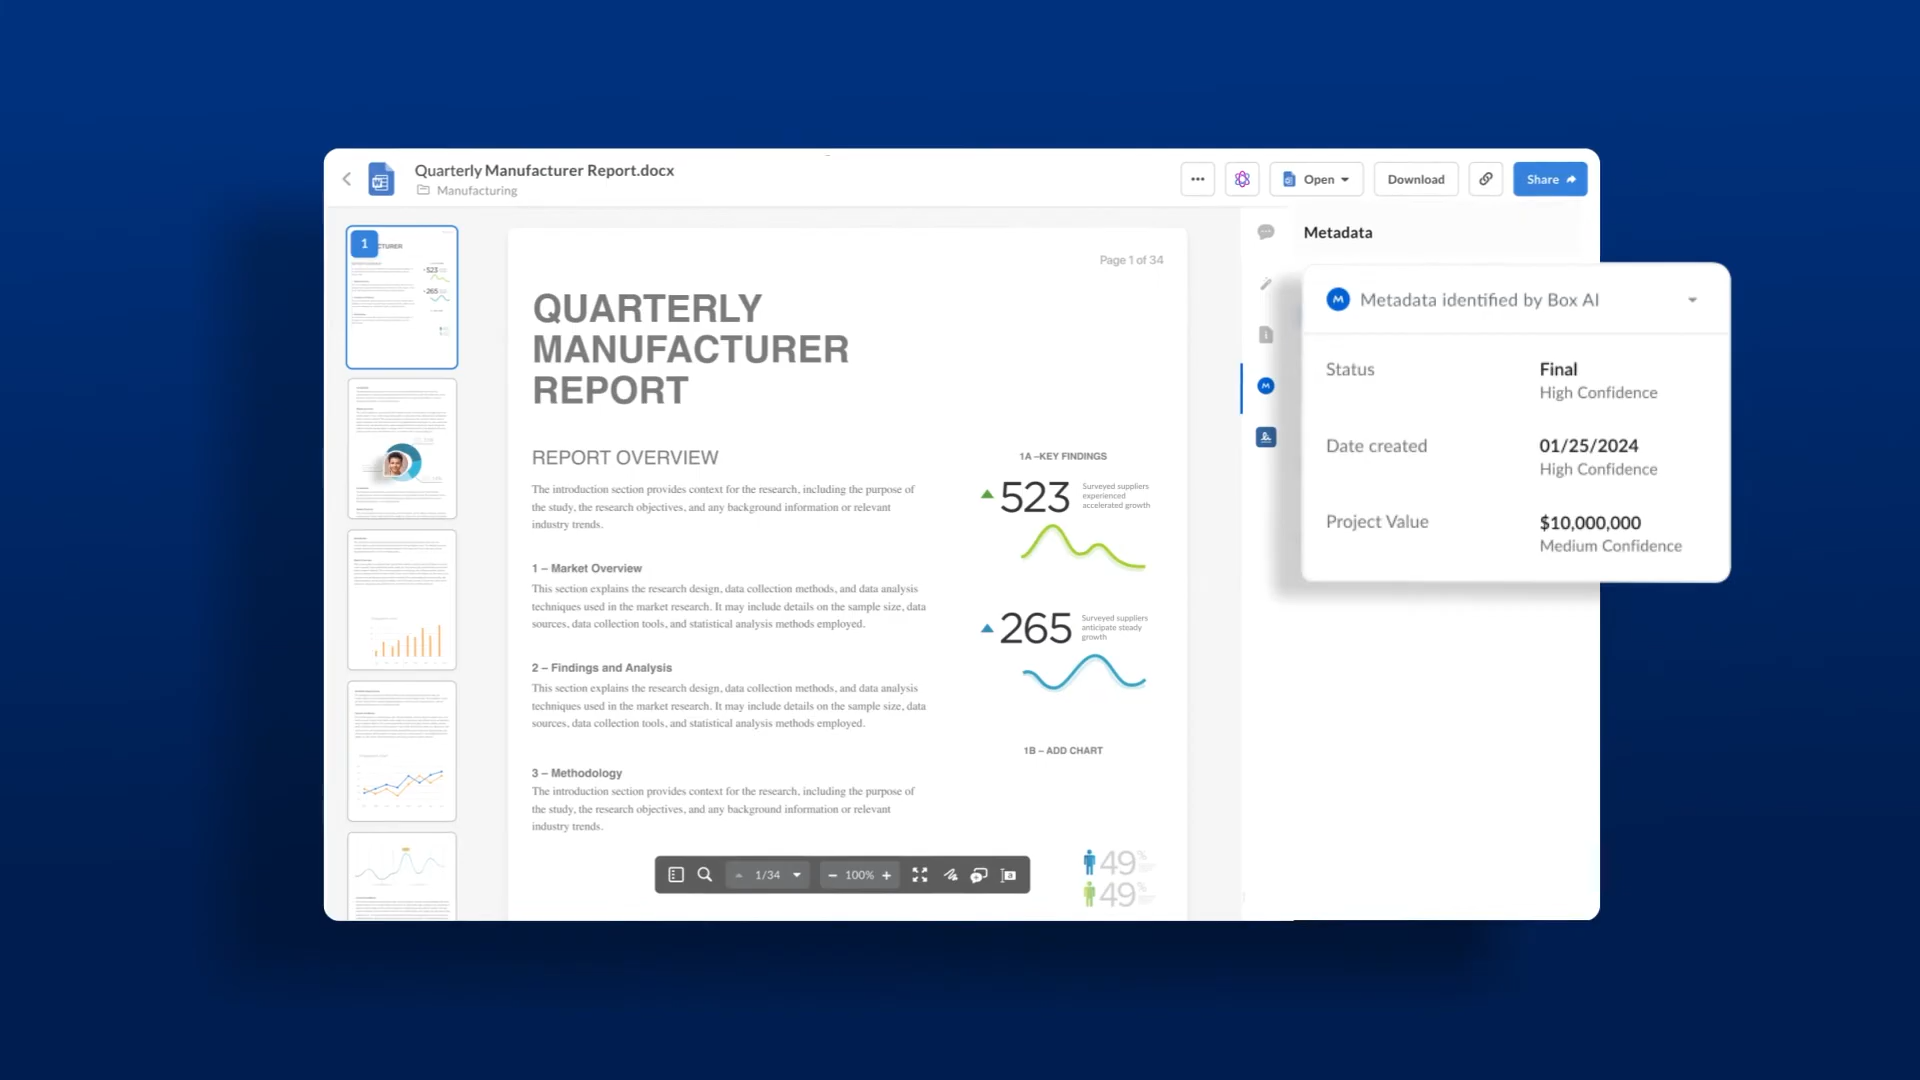 Quarterly Manufacturer Report.docx
Manufacturing
Open
Download
Share
1
Page 1 of 34
QUARTERLY
MANUFACTURER
REPORT
REPORT OVERVIEW
The introduction section provides context for the research, including the purpose of
the study, the research objectives, and any background information or relevant
industry trends.
1 – Market Overview
This section explains the research design, data collection methods, and data analysis
techniques used in the market research. It may include details on the sample size, data
sources, data collection tools, and statistical analysis methods employed.
2 – Findings and Analysis
This section explains the research design, data collection methods, and data analysis
techniques used in the market research. It may include details on the sample size, data
sources, data collection tools, and statistical analysis methods employed.
3 – Methodology
The introduction section provides context for the research, including the purpose of
the study, the research objectives, and any background information or relevant
industry trends.
1A –KEY FINDINGS
523
Surveyed suppliers
experienced
accelerated growth
265
Surveyed suppliers
anticipate steady
growth
1B – ADD CHART
49%
49%
1/34
100%
Metadata
Metadata identified by Box AI
Status
Final
High Confidence
Date created
01/25/2024
High Confidence
Project Value
$10,000,000
Medium Confidence